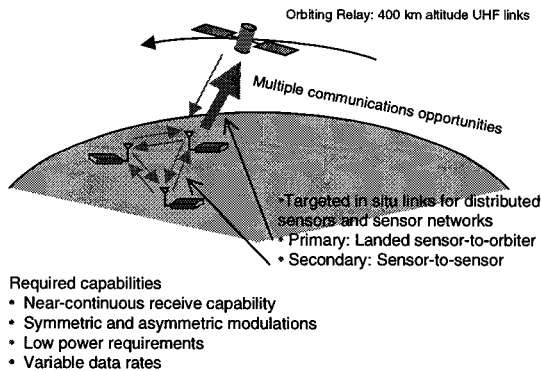 Orbiting Relay: 400 km altitude UHF links
Multiple communications opportunities
•Targeted in situ links for distributed
sensors and sensor networks
• Primary: Landed sensor-to-orbiter
• Secondary: Sensor-to-sensor
Required capabilities
• Near-continuous receive capability
• Symmetric and asymmetric modulations
• Low power requirements
• Variable data rates